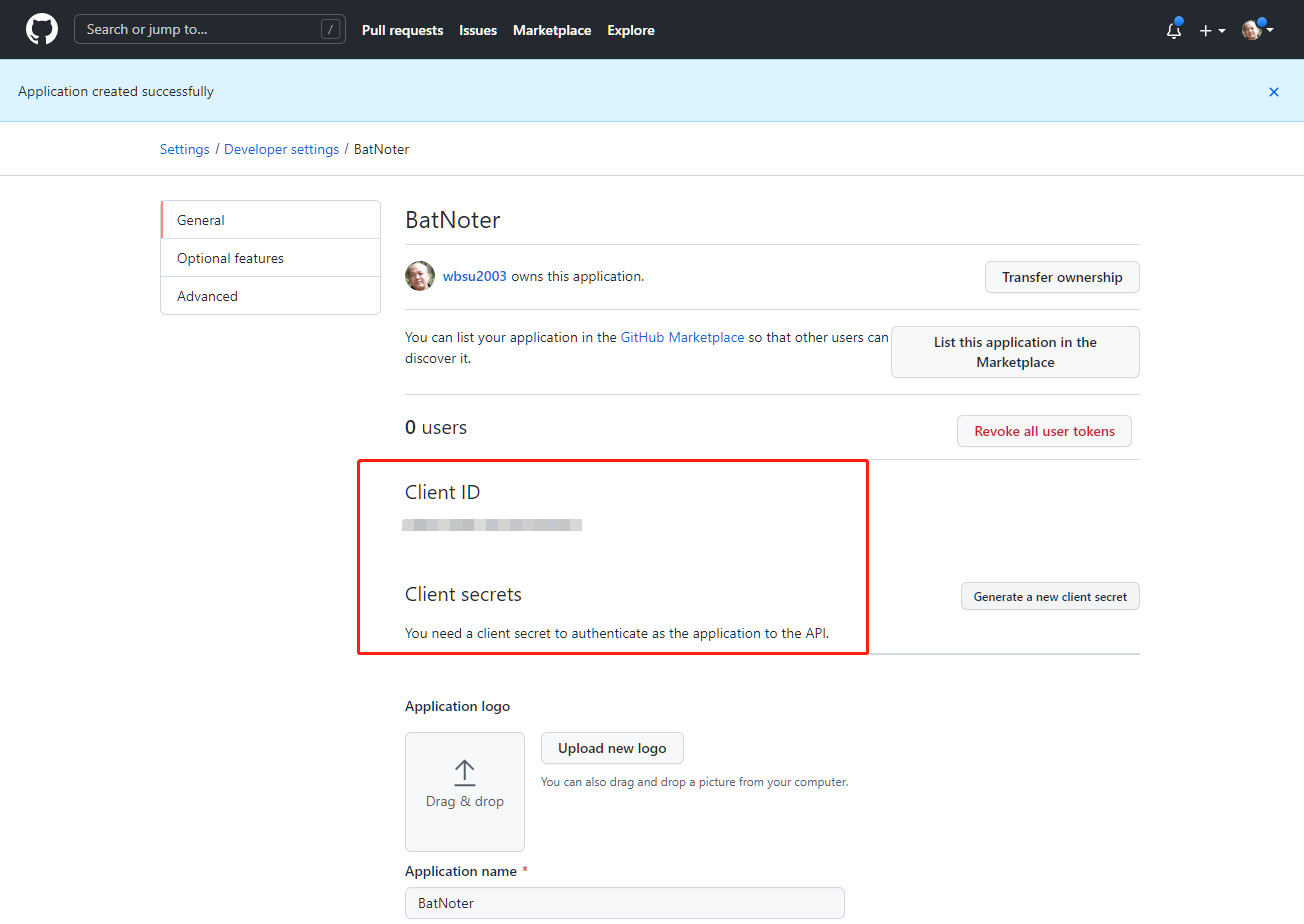 Search or jump to... /
Pull requests Issues Marketplace Explore
Application created successfully
Settings / Developer settings / BatNoter
General
Optional features
Advanced
BatNoter
wbsu2003 owns this application.
Transfer ownership
You can list your application in the GitHub Marketplace so that other users can
discover it.
List this application in the
Marketplace
0 users
Revoke all user tokens
Client ID
Client secrets
Generate a new client secret
You need a client secret to authenticate as the application to the API.
Application logo
Drag & drop
Upload new logo
You can also drag and drop a picture from your computer.
Application name *
BatNoter